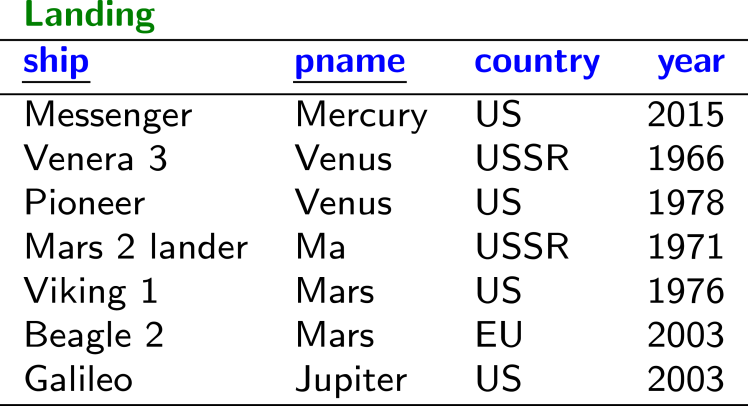 Landing
ship pname country year
Messenger Mercury US 2015
Venera 3 Venus USSR 1966
Pioneer Venus US 1978
Mars 2 lander Ma USSR 1971
Viking 1 Mars US 1976
Beagle 2 Mars EU 2003
Galileo Jupiter US 2003